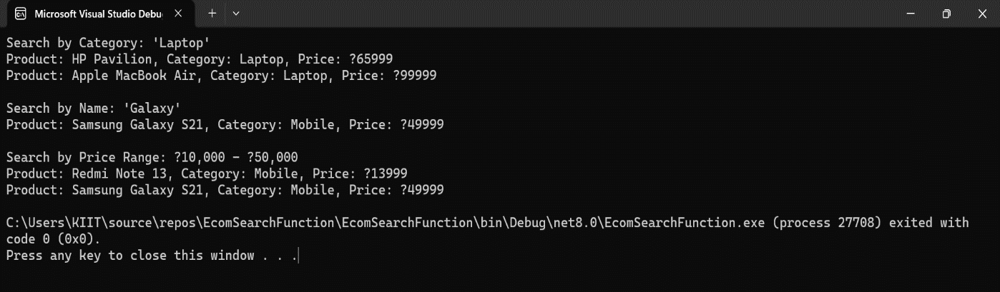 Microsoft Visual Studio Debu
Search by Category: 'Laptop'
Product: HP Pavilion, Category: Laptop, Price: ?65999
Product: Apple MacBook Air, Category: Laptop, Price: ?99999
Search by Name: 'Galaxy'
Product: Samsung Galaxy S21, Category: Mobile, Price: ?49999
Search by Price Range: ?10,000 - ?50,000
Product: Redmi Note 13, Category: Mobile, Price: ?13999
Product: Samsung Galaxy S21, Category: Mobile, Price: ?49999
C:\Users\KIIT\source\repos\EcomSearchFunction\EcomSearchFunction\bin\Debug\net8.0\EcomSearchFunction.exe (process 27708) exited with
code 0 (0x0).
Press any key to close this window . . .